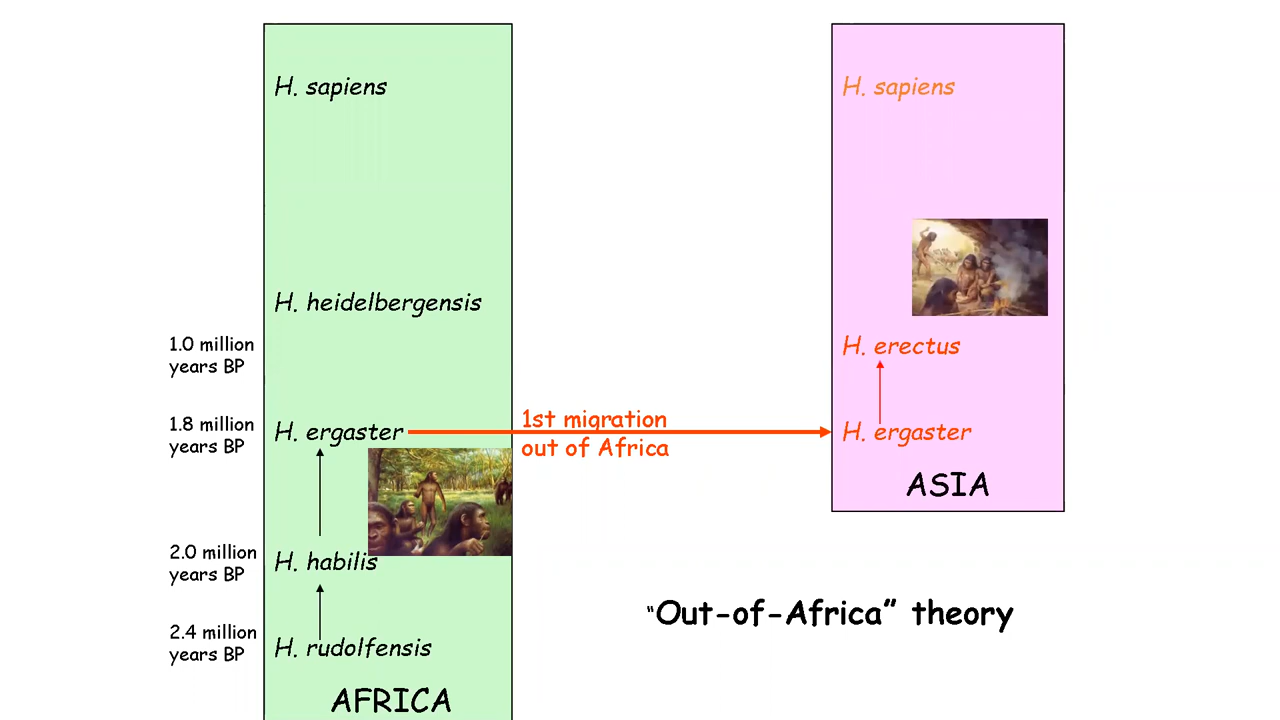 H. sapiens
H. sapiens
H. heidelbergensis
1.0 million
years BP
H. erectus
1.8 million
years BP
H. ergaster
1st migration
out of Africa
H. ergaster
ASIA
2.0 million
years BP
H. habilis
“Out-of-Africa” theory
2.4 million
years BP
H. rudolfensis
AFRICA